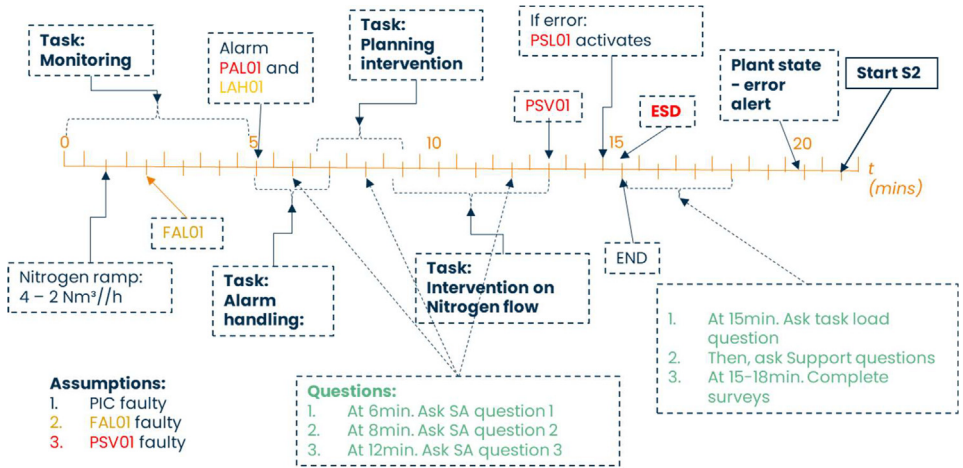 Task:
Monitoring
Alarm
PAL01 and
LAH01
Task:
Planning
intervention
If error:
PSL01 activates
PSV01
ESD
Plant state
- error
alert
Start S2
0
5
10
15
20
t
(mins)
FAL01
Nitrogen ramp:
4 – 2 Nm³//h
Task:
Alarm
handling:
Task:
Intervention on
Nitrogen flow
END
1. At 15min. Ask task load
question
2. Then, ask Support questions
3. At 15-18min. Complete
surveys
Assumptions:
1. PIC faulty
2. FAL01 faulty
3. PSV01 faulty
Questions:
1. At 6min. Ask SA question 1
2. At 8min. Ask SA question 2
3. At 12min. Ask SA question 3